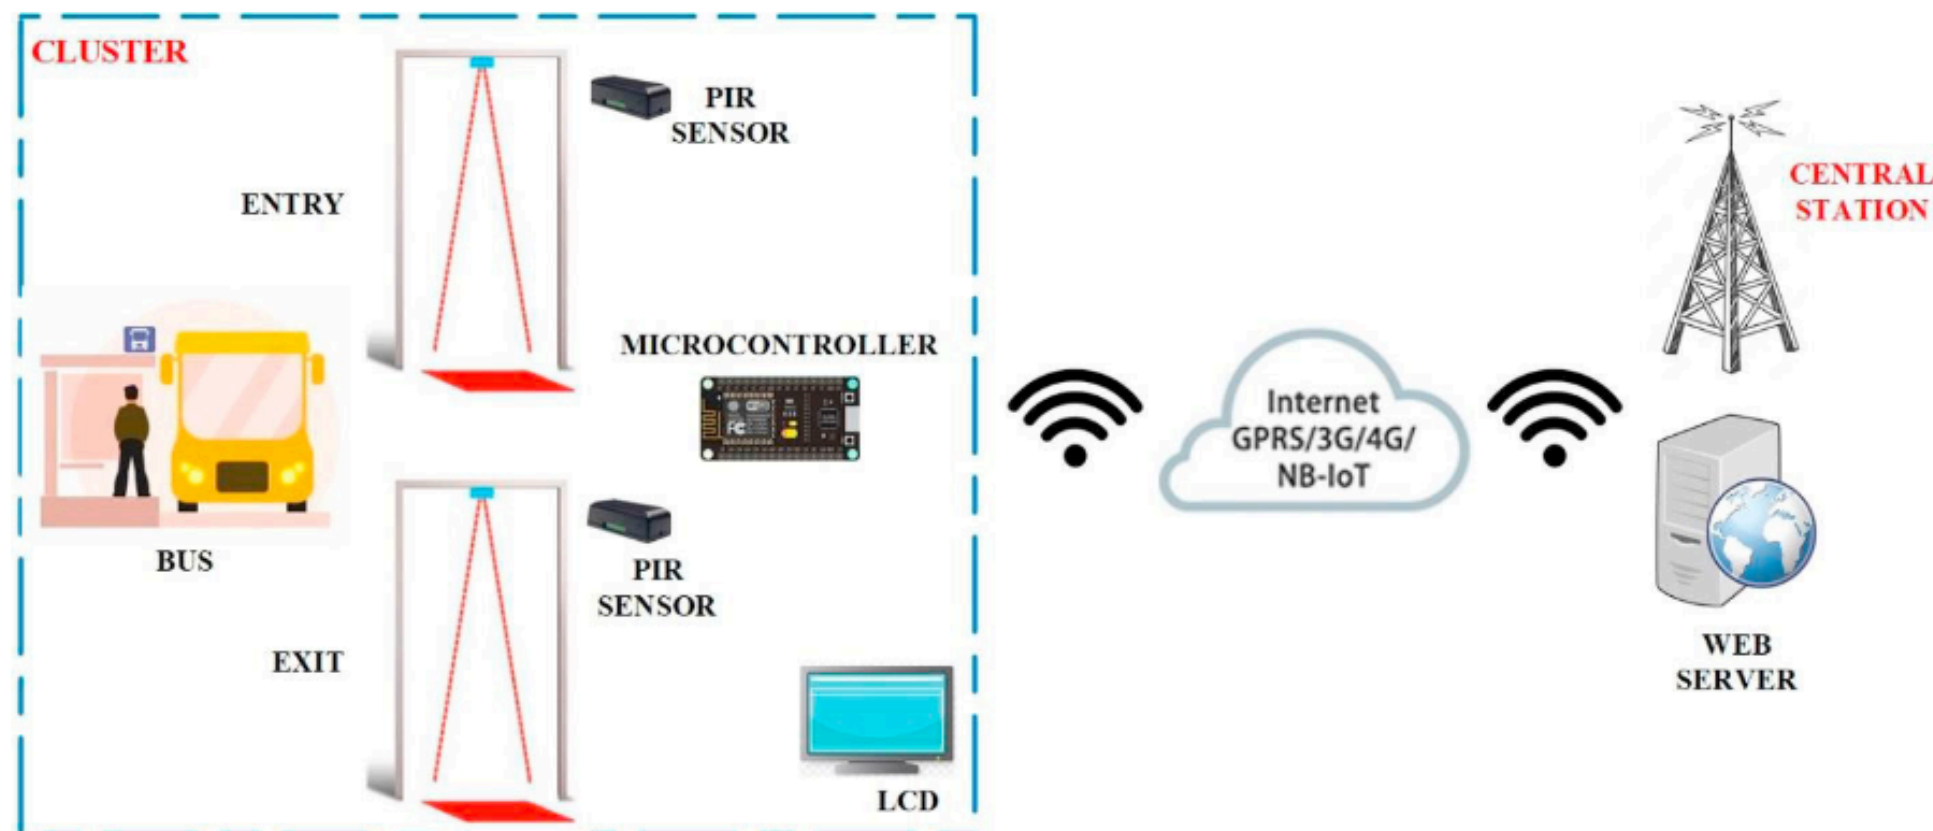 CLUSTER
PIR
SENSOR
ENTRY
MICROCONTROLLER
BUS
PIR
SENSOR
EXIT
LCD
Internet
GPRS/3G/4G/
NB-IoT
CENTRAL
STATION
WEB
SERVER